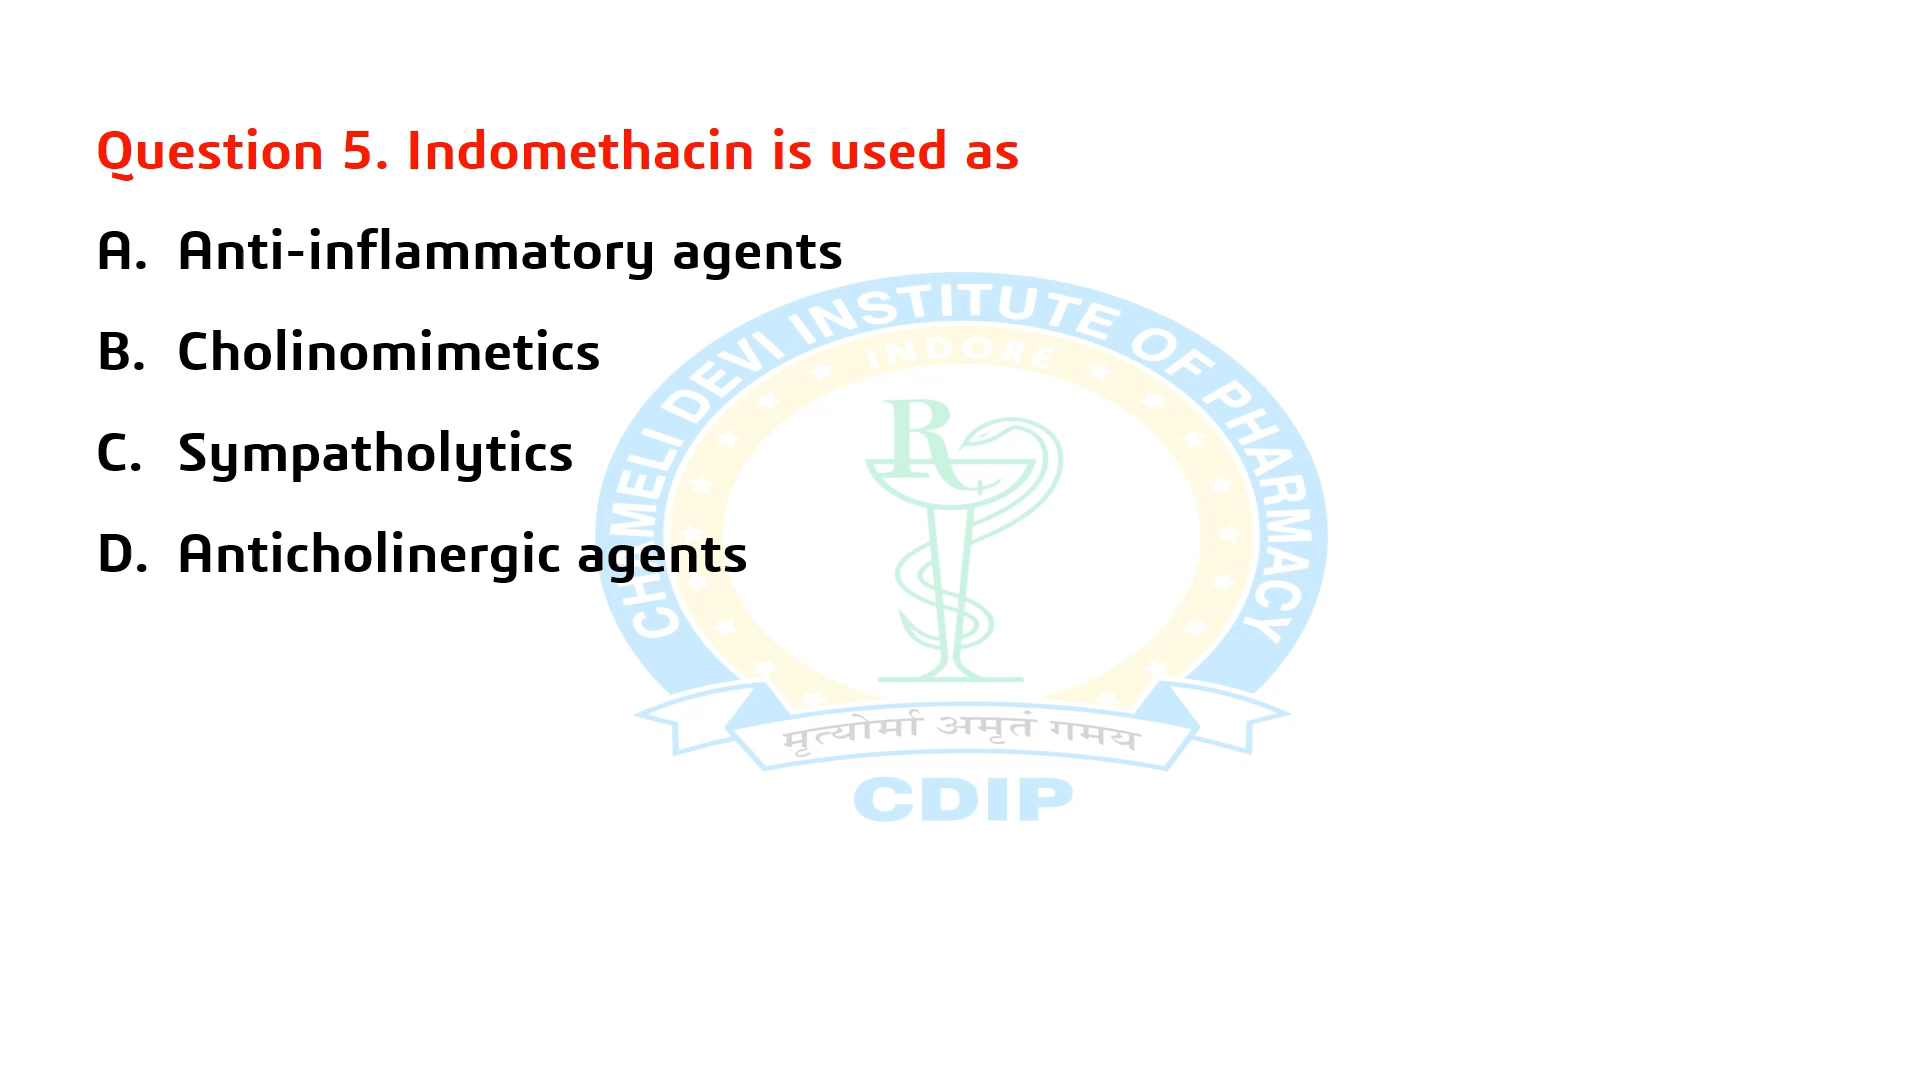 Question 5. Indomethacin is used as
A. Anti-inflammatory agents
B. Cholinomimetics
C. Sympatholytics
D. Anticholinergic agents
CHAMELI DEVI INSTITUTE OF PHARMACY
INDORE
R
मृत्योर्मा अमृतं गमय
CDIP